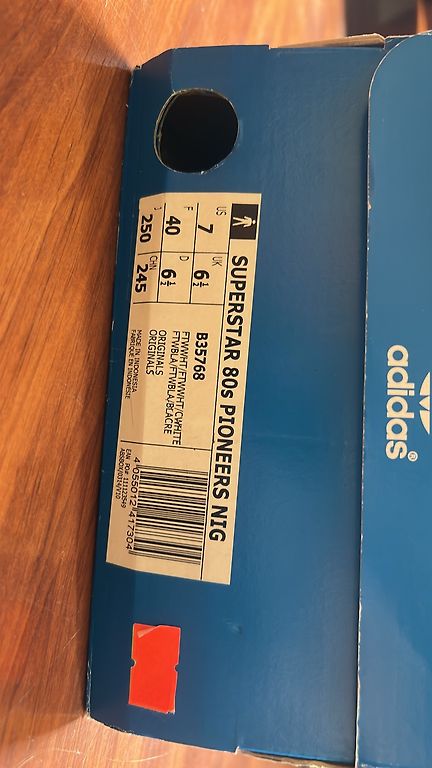 SUPERSTAR 80s PIONEERS NIG
US 7
UK 6½
F 40
D 6½
J 250
CHN 245
B35768
FTWWHT/FTWWHT/CWHITE
FTWBLA/FTWBLA/BLACRE
ORIGINALS
ORIGINALS
MADE IN INDONESIA
FABRIQUÉ EN INDONÉSIE
4 055012 417304
EAN
adidas®